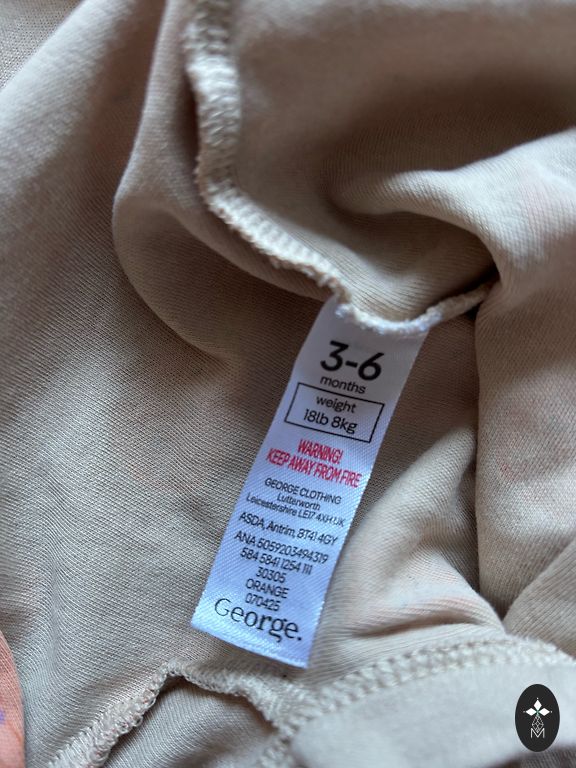 3-6
months
weight
18lb 8kg
WARNING!
KEEP AWAY FROM FIRE
GEORGE CLOTHING
Lutterworth
Leicestershire LE17 4XH UK
ASDA, Antrim, BT41 4GY
ANA 5059203494319
584 5841 1254 111
30305
ORANGE
070425
George.
M